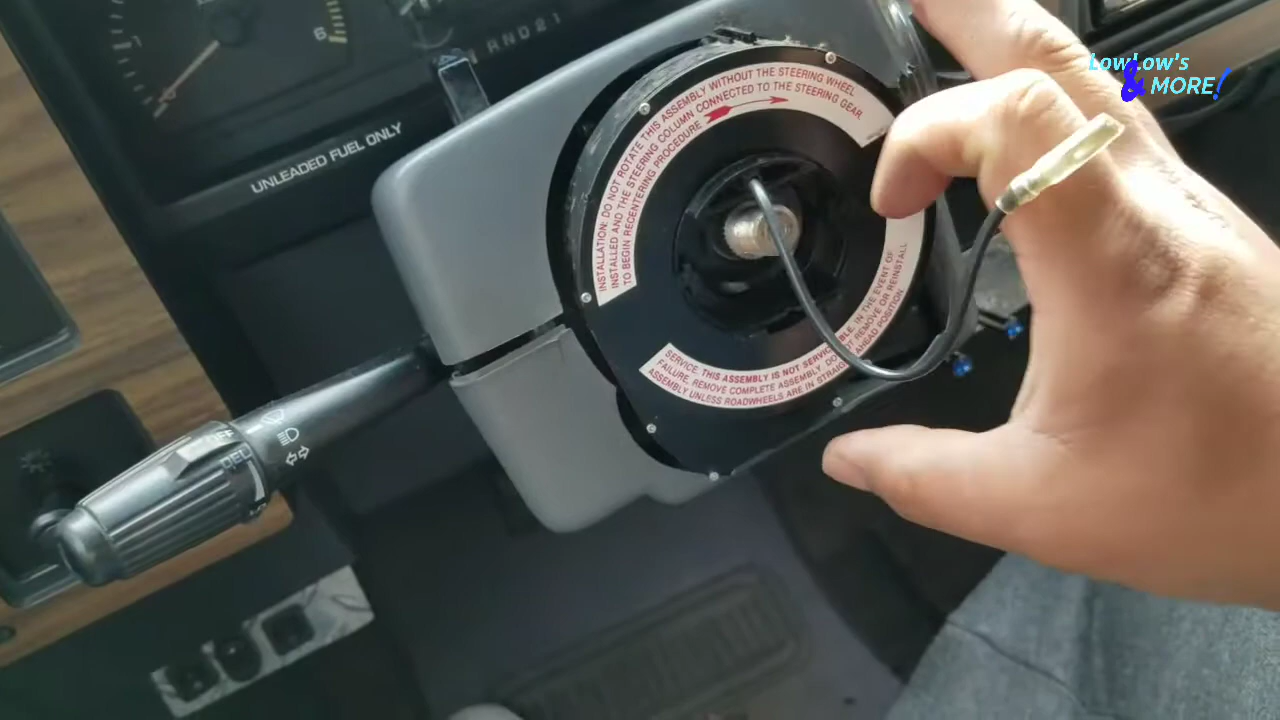 6
RND21
UNLEADED FUEL ONLY
LowLow's
& MORE!
INSTALLATION: DO NOT ROTATE THIS ASSEMBLY WITHOUT THE STEERING WHEEL
INSTALLED AND THE STEERING COLUMN CONNECTED TO THE STEERING GEAR.
TO BEGIN RECENTERING PROCEDURE
SERVICE: THIS ASSEMBLY IS NOT SERVICEABLE, IN THE EVENT OF
FAILURE, REMOVE COMPLETE ASSEMBLY. DO NOT REMOVE OR REINSTALL
ASSEMBLY UNLESS ROADWHEELS ARE IN STRAIGHT AHEAD POSITION
OFF
DEL